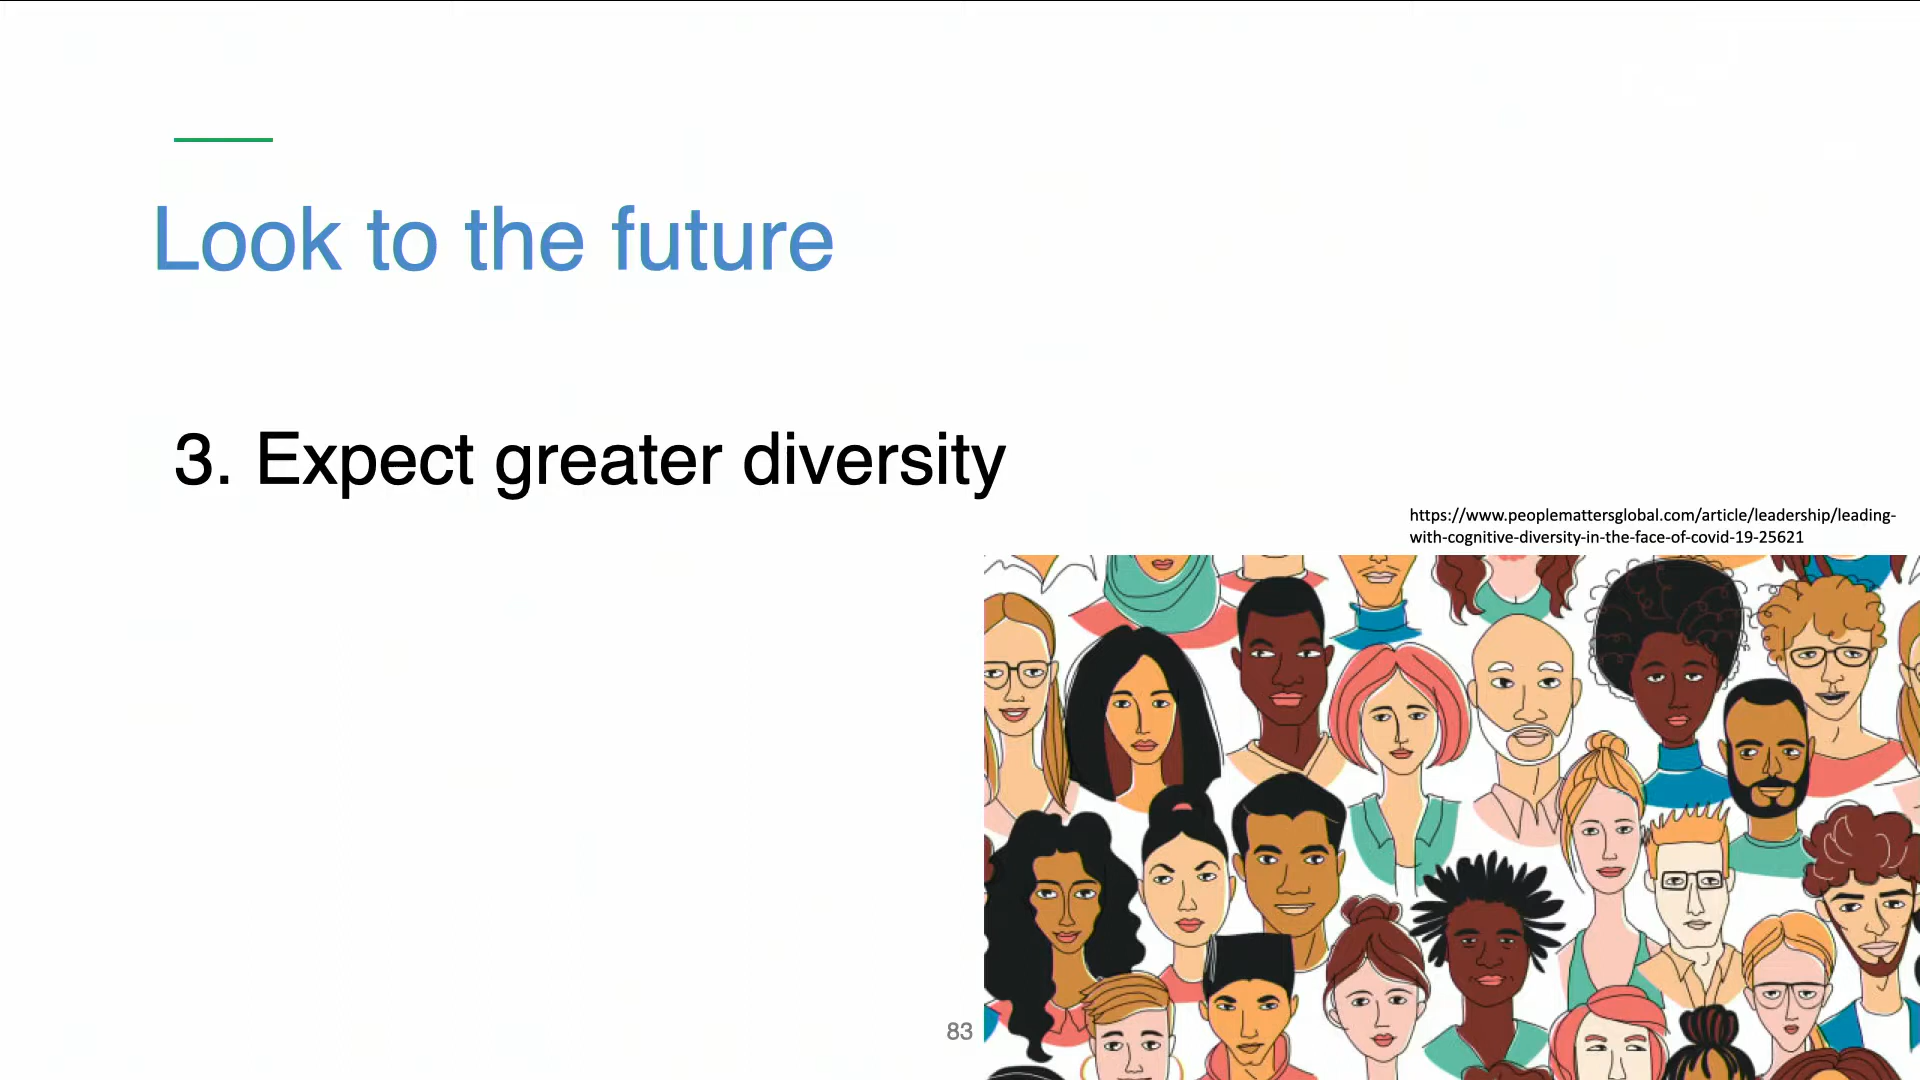 Look to the future
3. Expect greater diversity
https://www.peoplemattersglobal.com/article/leadership/leading-
with-cognitive-diversity-in-the-face-of-covid-19-25621
83